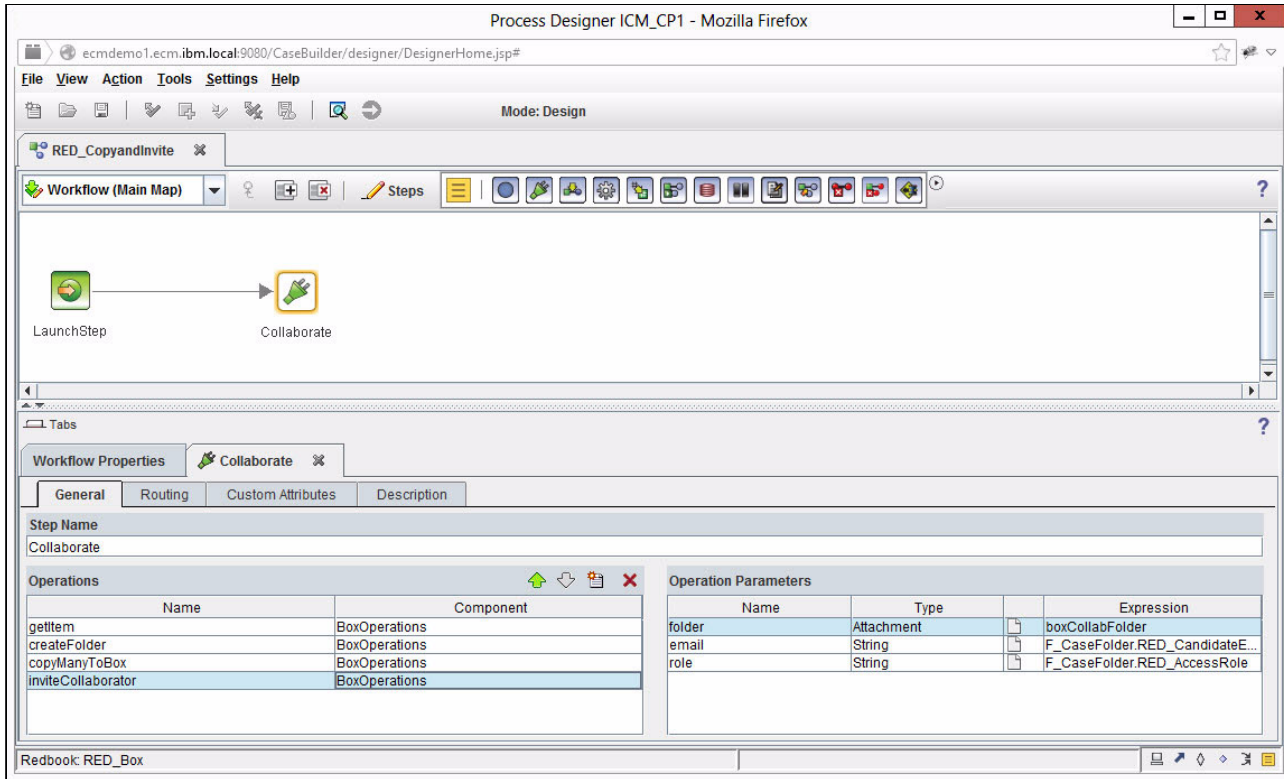 Process Designer ICM_CP1 - Mozilla Firefox
ecmdemo1.ecm.ibm.local:9080/CaseBuilder/designer/DesignerHome.jsp#
File View Action Tools Settings Help
Mode: Design
RED_CopyandInvite
Workflow (Main Map) Steps ?
LaunchStep Collaborate
Tabs ?
Workflow Properties Collaborate
General Routing Custom Attributes Description
Step Name
Collaborate
Operations Operation Parameters
Name Component Name Type Expression
getItem BoxOperations folder Attachment boxCollabFolder
createFolder BoxOperations email String F_CaseFolder.RED_CandidateE...
copyManyToBox BoxOperations role String F_CaseFolder.RED_AccessRole
inviteCollaborator BoxOperations
Redbook: RED_Box